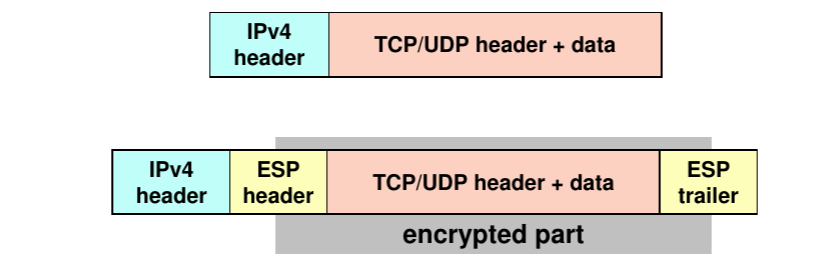 IPv4
header
TCP/UDP header + data
IPv4
header
ESP
header
TCP/UDP header + data
ESP
trailer
encrypted part